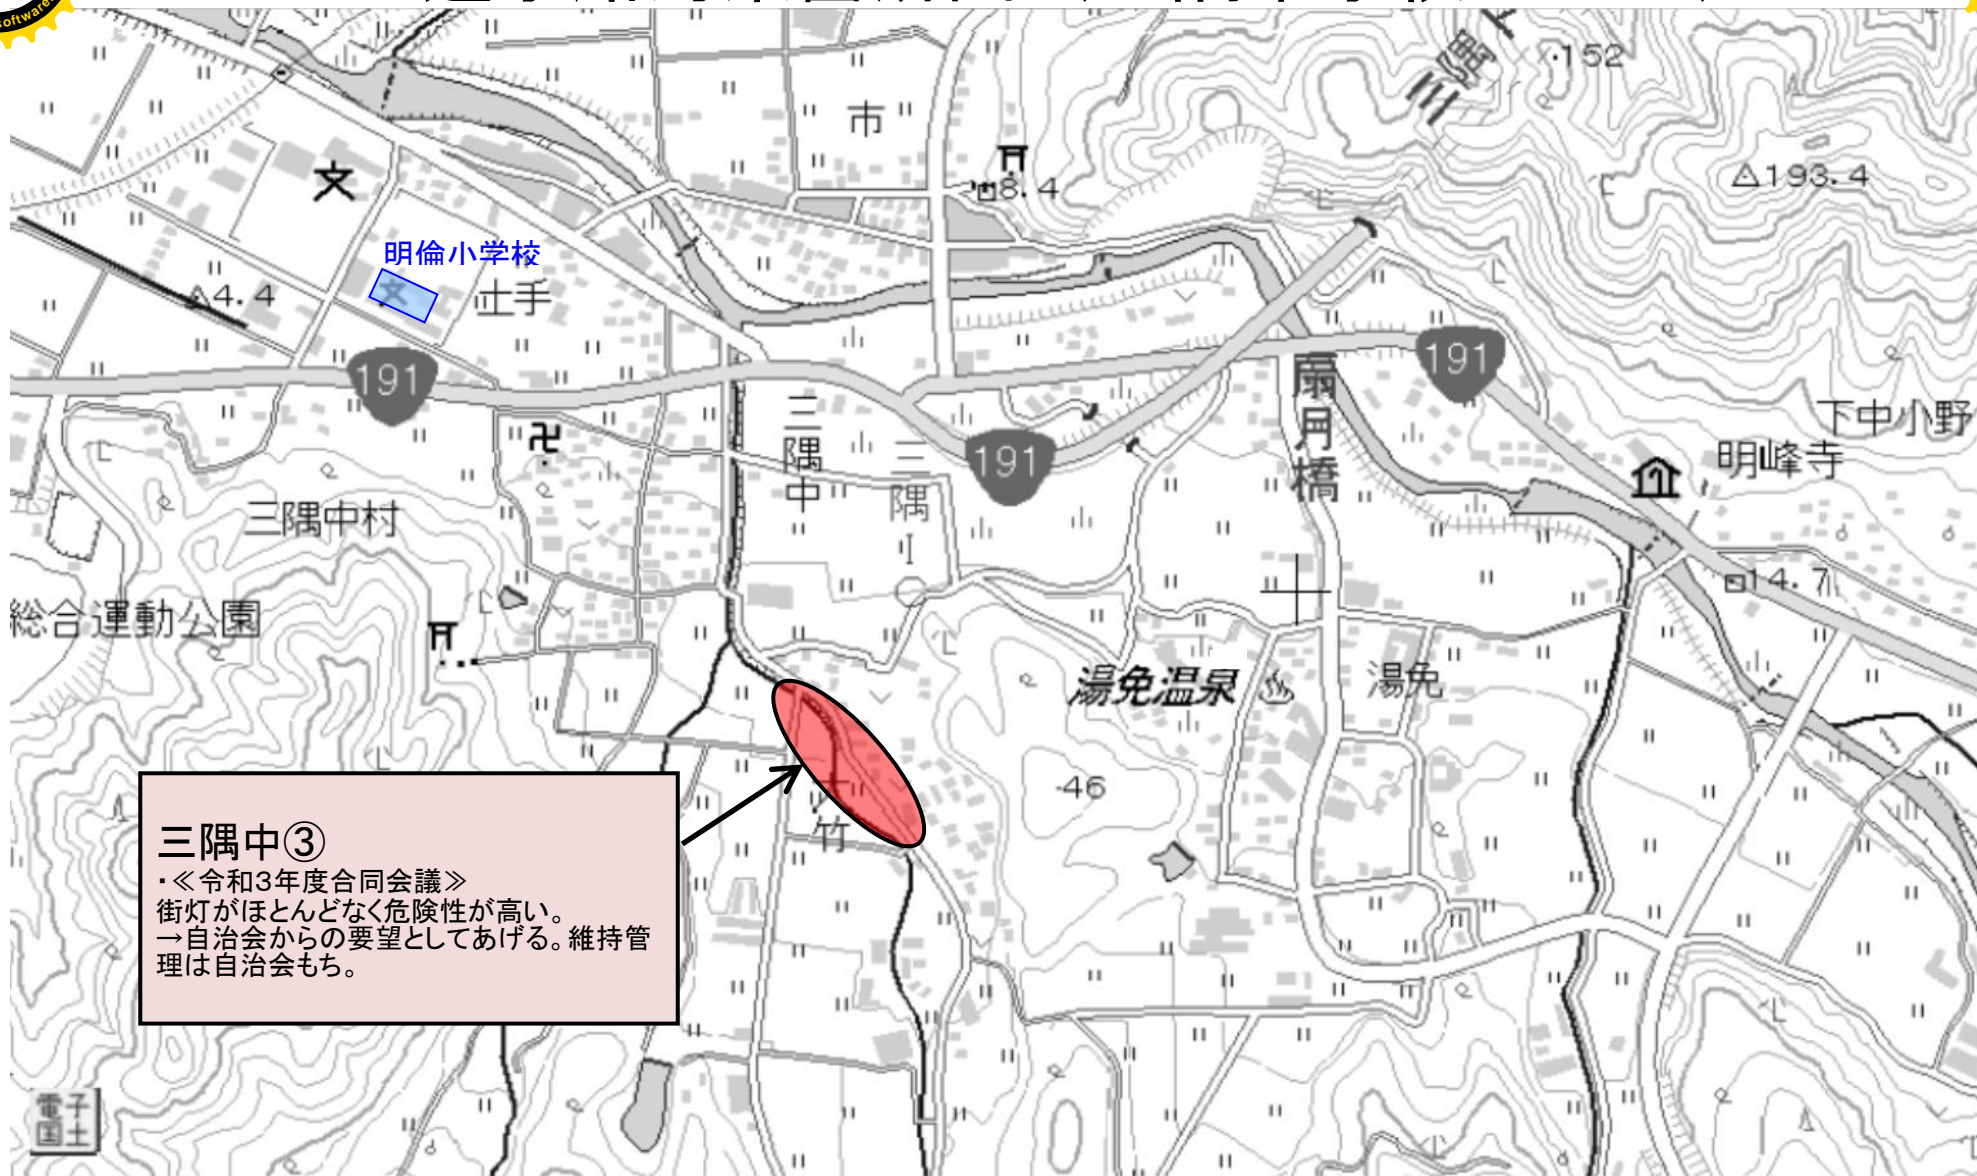 software
市
152
8.4
193.4
明倫小学校
4.4
土手
191
191
191
三隅中
三隅
扇月橋
下中小野
明峰寺
三隅中村
総合運動公園
14.7
湯免温泉
湯免
46
竹
三隅中③
・≪令和3年度合同会議≫
街灯がほとんどなく危険性が高い。
→自治会からの要望としてあげる。維持管
理は自治会もち。
電子
国土